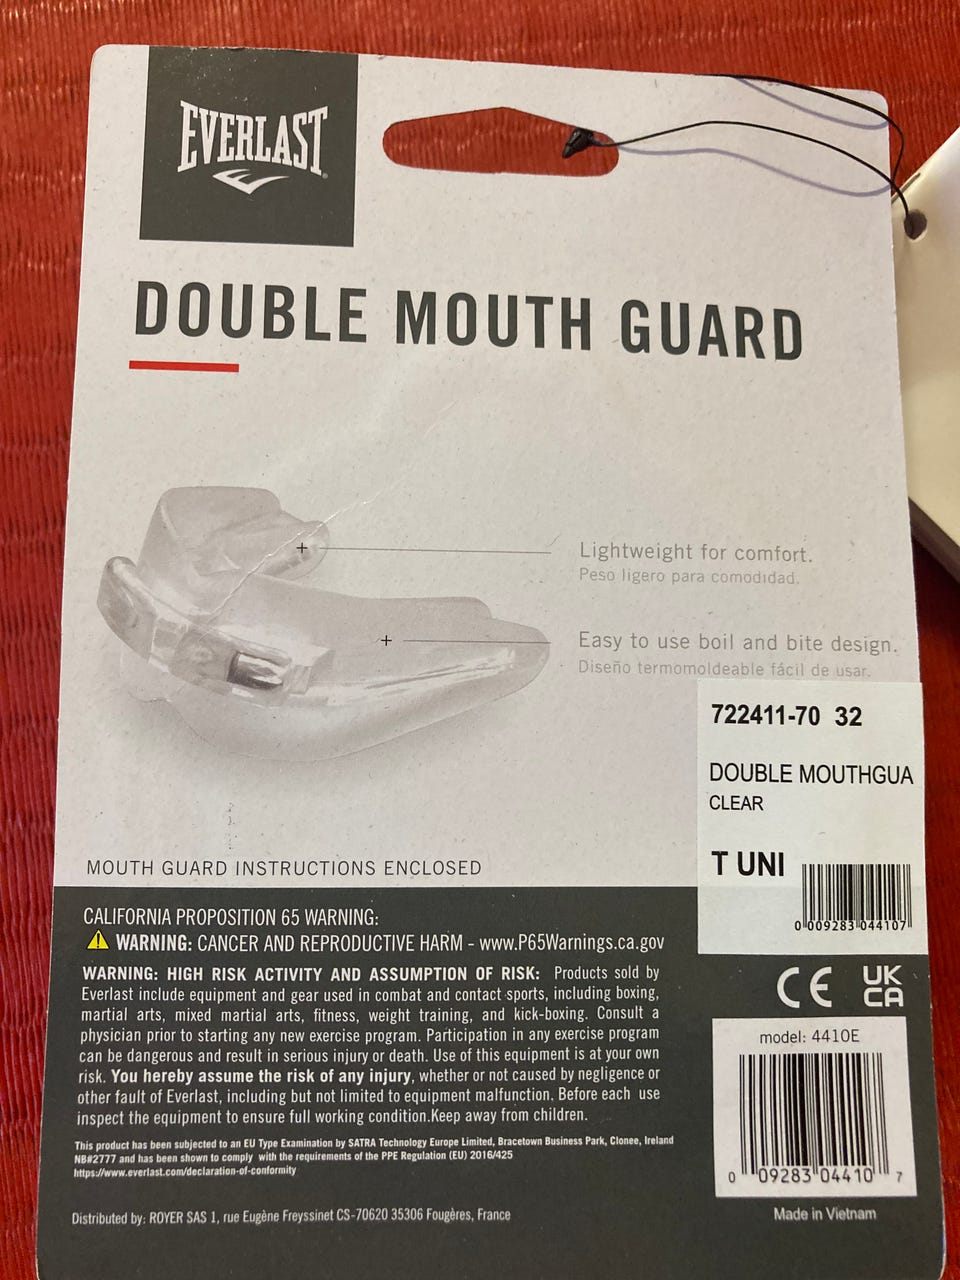 EVERLAST
DOUBLE MOUTH GUARD
Lightweight for comfort.
Peso ligero para comodidad.
Easy to use boil and bite design.
Diseño termomoldeable fácil de usar.
722411-70 32
DOUBLE MOUTHGUA
CLEAR
T UNI
0 009283 044107
MOUTH GUARD INSTRUCTIONS ENCLOSED
CALIFORNIA PROPOSITION 65 WARNING:
WARNING: CANCER AND REPRODUCTIVE HARM - www.P65Warnings.ca.gov
WARNING: HIGH RISK ACTIVITY AND ASSUMPTION OF RISK: Products sold by
Everlast include equipment and gear used in combat and contact sports, including boxing,
martial arts, mixed martial arts, fitness, weight training, and kick-boxing. Consult a
physician prior to starting any new exercise program. Participation in any exercise program
can be dangerous and result in serious injury or death. Use of this equipment is at your own
risk. You hereby assume the risk of any injury, whether or not caused by negligence or
other fault of Everlast, including but not limited to equipment malfunction. Before each use
inspect the equipment to ensure full working condition.Keep away from children.
This product has been subjected to an EU Type Examination by SATRA Technology Europe Limited, Bracetown Business Park, Clonee, Ireland
NB#2777 and has been shown to comply with the requirements of the PPE Regulation (EU) 2016/425
https://www.everlast.com/declaration-of-conformity
Distributed by: ROYER SAS 1, rue Eugène Freyssinet CS-70620 35306 Fougères, France
CE
UK
CA
model: 4410E
0 09283 04410 7
Made in Vietnam